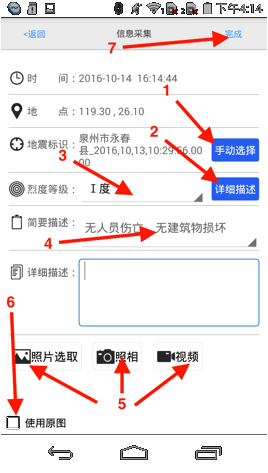 下午4:14
<返回 信息采集 完成
7
时 间：2016-10-14 16:14:44
地 点：119.30 , 26.10
1
地震标识：泉州市永春
县_2016,10,13,10:29:56.00
00
手动选择
2
3
烈度等级：Ⅰ度
详细描述
简要描述：无人员伤亡，无建筑物损坏
4
详细描述：
6
照片选取 照相 视频
5
使用原图